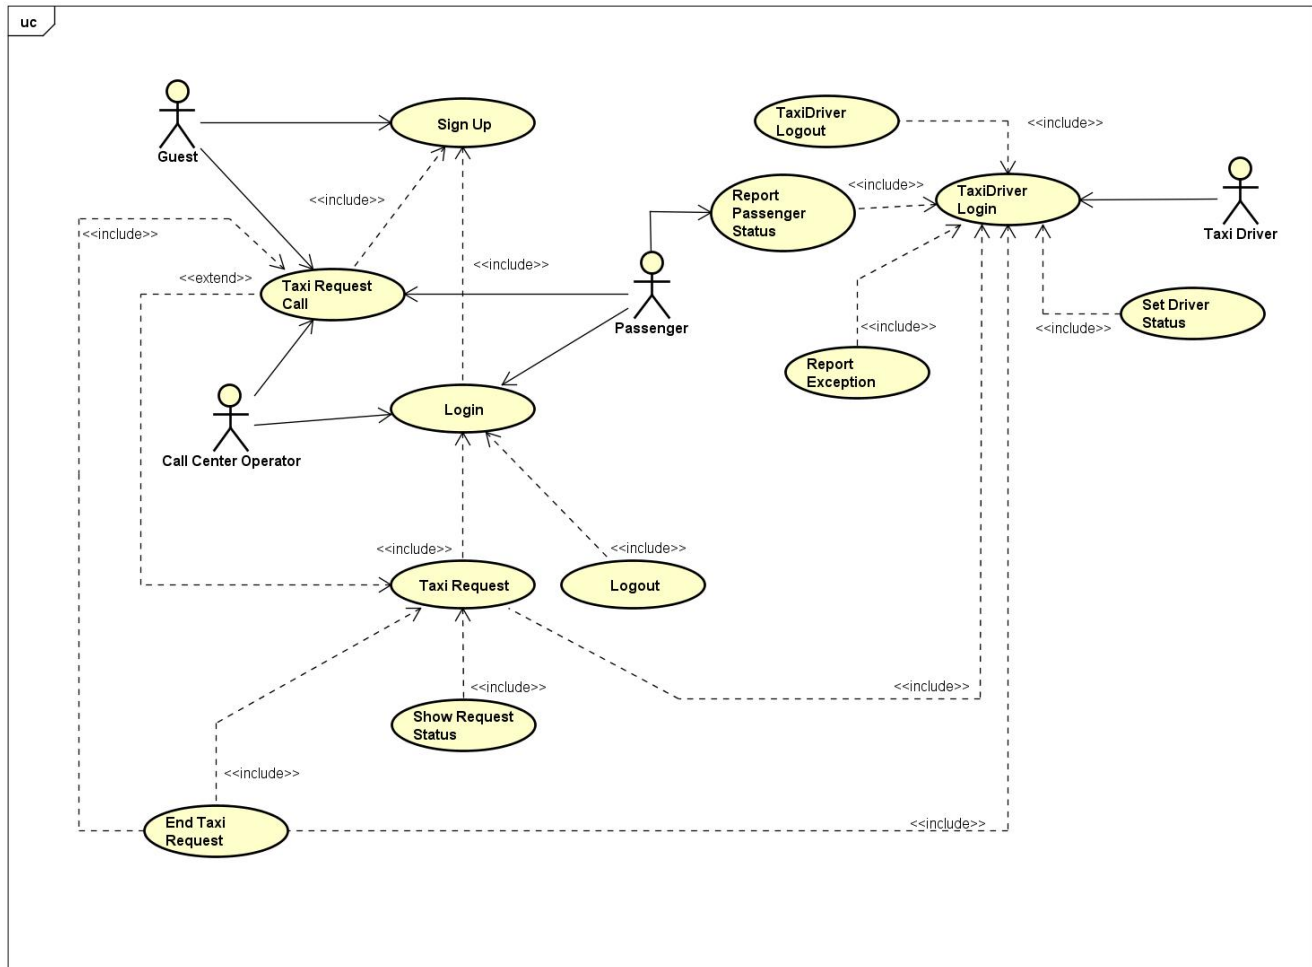 uc
Guest
Sign Up
TaxiDriver
Logout
<<include>>
<<include>>
Report
Passenger
Status
<<include>>
TaxiDriver
Login
Taxi Driver
<<include>>
<<extend>>
Taxi Request
Call
<<include>>
Passenger
Set Driver
Status
<<include>>
<<include>>
Report
Exception
Call Center Operator
Login
<<include>>
<<include>>
Taxi Request
Logout
<<include>>
<<include>>
Show Request
Status
<<include>>
End Taxi
Request
<<include>>